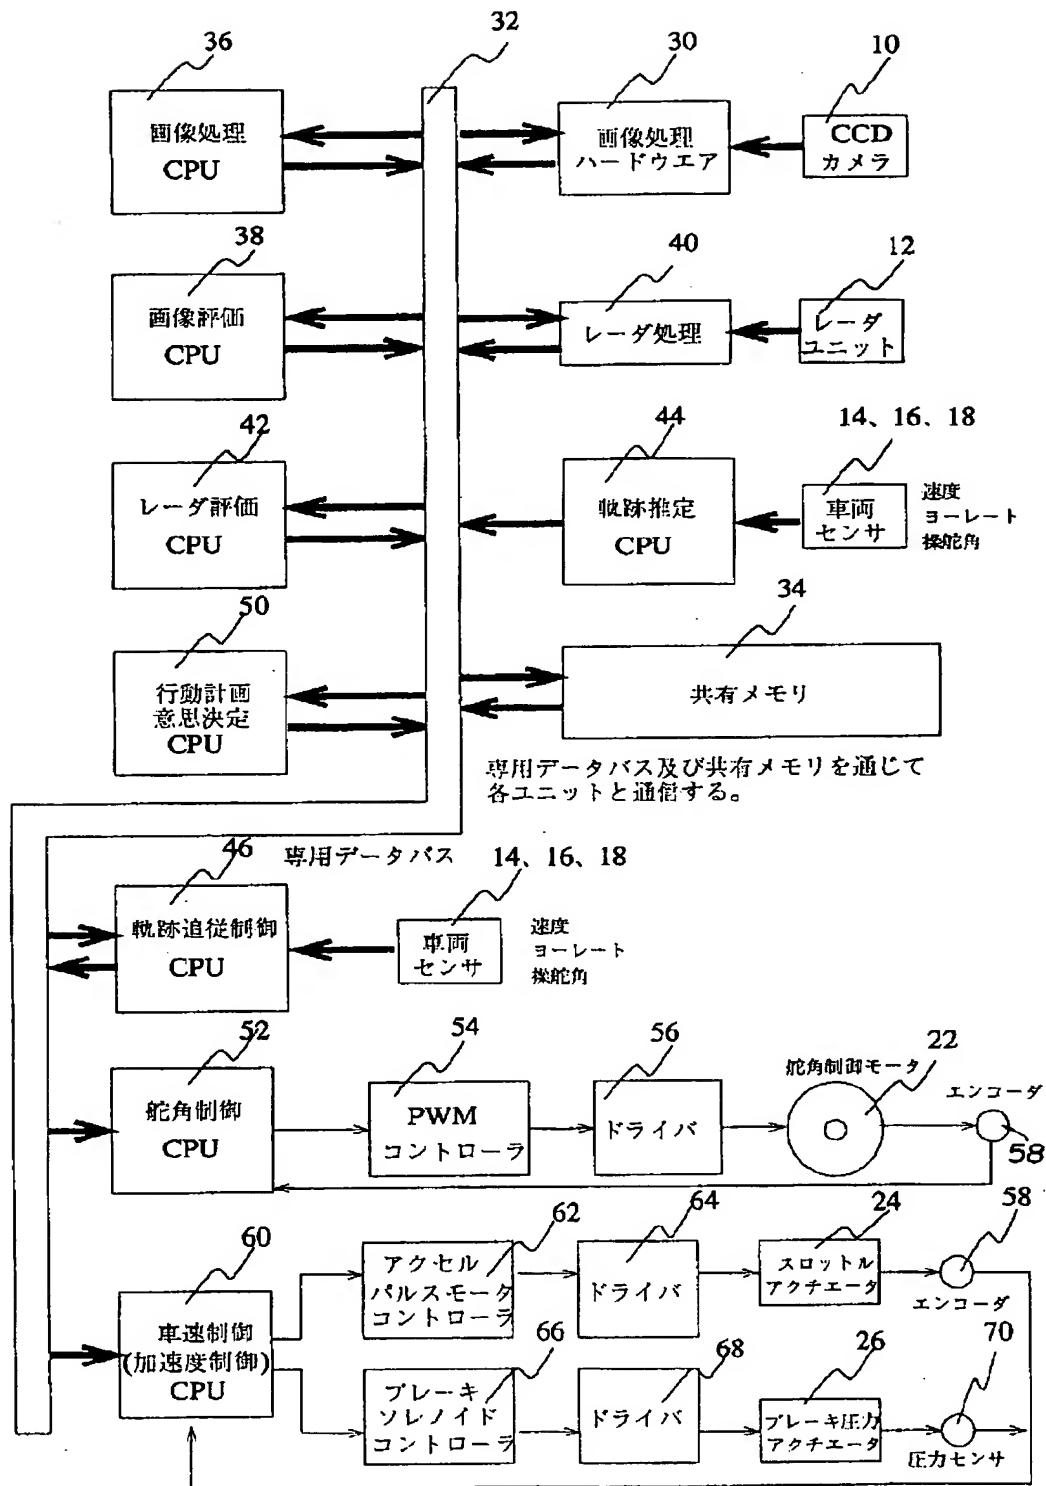 36
32
30
10
画像処理
CPU
画像処理
ハードウエア
CCD
カメラ
38
40
12
画像評価
CPU
レーダ処理
レーダ
ユニット
42
44
14、16、18
レーダ評価
CPU
軌跡推定
CPU
車両
センサ
速度
ヨーレート
操舵角
50
34
行動計画
意思決定
CPU
共有メモリ
専用データバス及び共有メモリを通じて
各ユニットと通信する。
46
専用データバス
14、16、18
軌跡追従制御
CPU
車両
センサ
速度
ヨーレート
操舵角
52
54
56
舵角制御モータ
22
エンコーダ
58
舵角制御
CPU
PWM
コントローラ
ドライバ
60
62
64
24
58
アクセル
パルスモータ
コントローラ
ドライバ
スロットル
アクチエータ
エンコーダ
車速制御
(加速度制御)
CPU
66
68
26
70
ブレーキ
ソレノイド
コントローラ
ドライバ
ブレーキ圧力
アクチエータ
圧力センサ